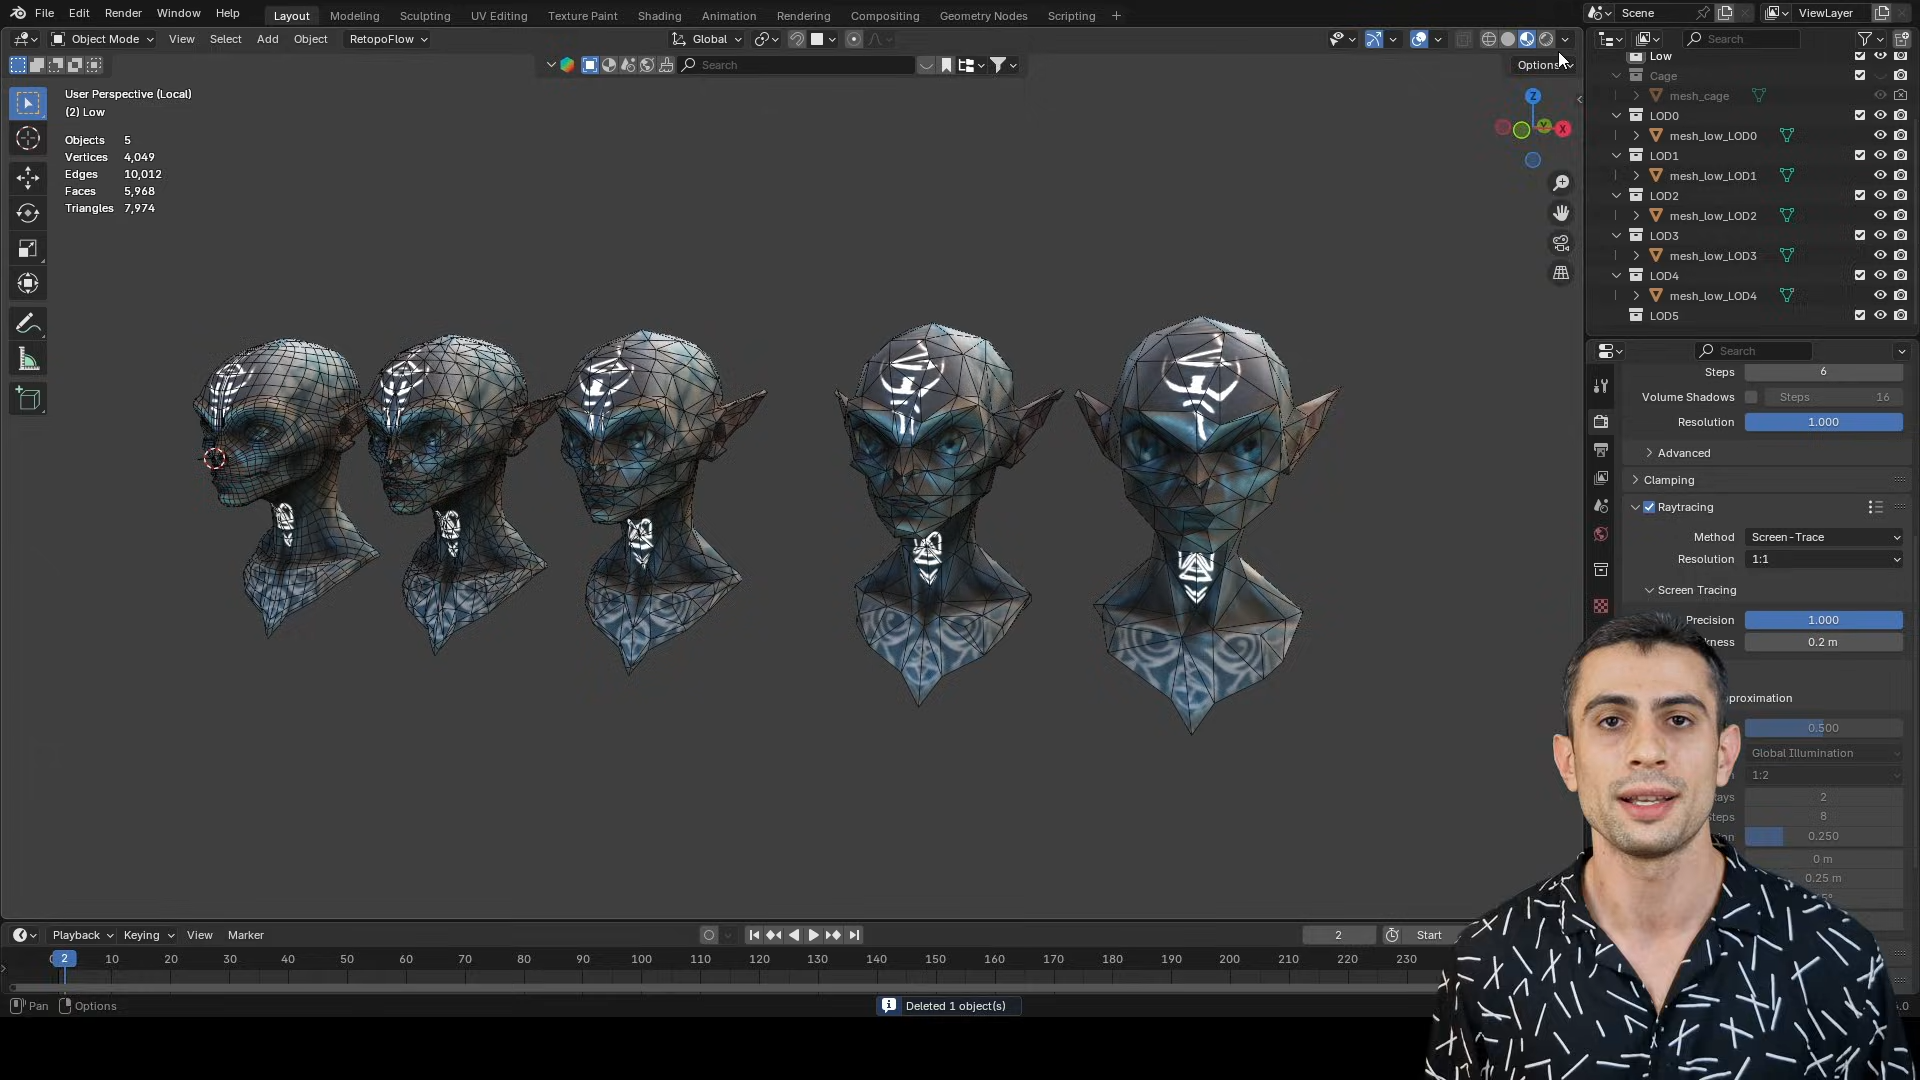 File Edit Render Window Help Layout Modeling Sculpting UV Editing Texture Paint Shading Animation Rendering Compositing Geometry Nodes Scripting + Scene ViewLayer
Object Mode View Select Add Object RetopoFlow Global Search
Search Options
User Perspective (Local)
(2) Low
Objects 5
Vertices 4,049
Edges 10,012
Faces 5,968
Triangles 7,974
Z
Y
X
Low
Cage
mesh_cage
LOD0
mesh_low_LOD0
LOD1
mesh_low_LOD1
LOD2
mesh_low_LOD2
LOD3
mesh_low_LOD3
LOD4
mesh_low_LOD4
LOD5
Search
Steps 6
Volume Shadows Steps 16
Resolution 1.000
Advanced
Clamping
Raytracing
Method Screen-Trace
Resolution 1:1
Screen Tracing
Precision 1.000
kness 0.2 m
proximation
0.500
Global Illumination
1:2
ays 2
Steps 8
on 0.250
0 m
0.25 m
Playback Keying View Marker 2 Start
2 10 20 30 40 50 60 70 80 90 100 110 120 130 140 150 160 170 180 190 200 210 220 230
Pan Options Deleted 1 object(s) .0